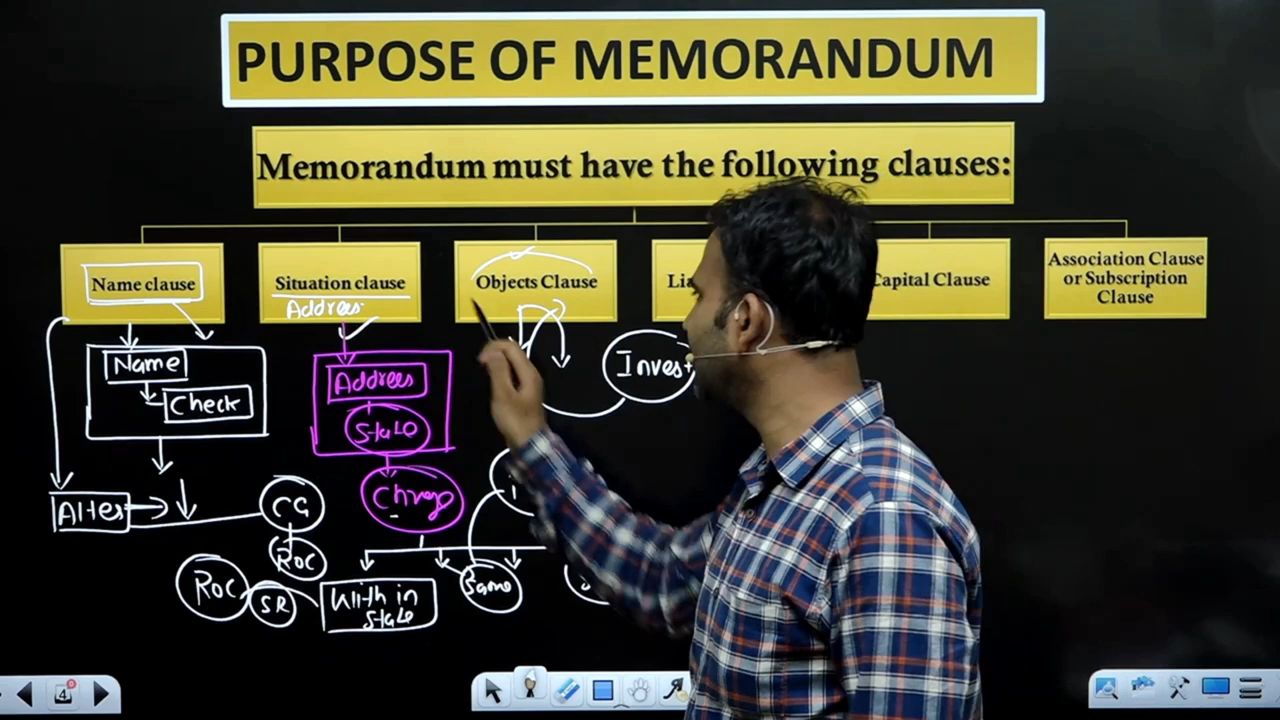 PURPOSE OF MEMORANDUM
Memorandum must have the following clauses:
Name clause
Situation clause
Address
Objects Clause
Capital Clause
Association Clause
or Subscription
Clause
Name
Check
Address
State
Invest
Alter
CG
ROC
ROC
SR
With in
State
Same
4